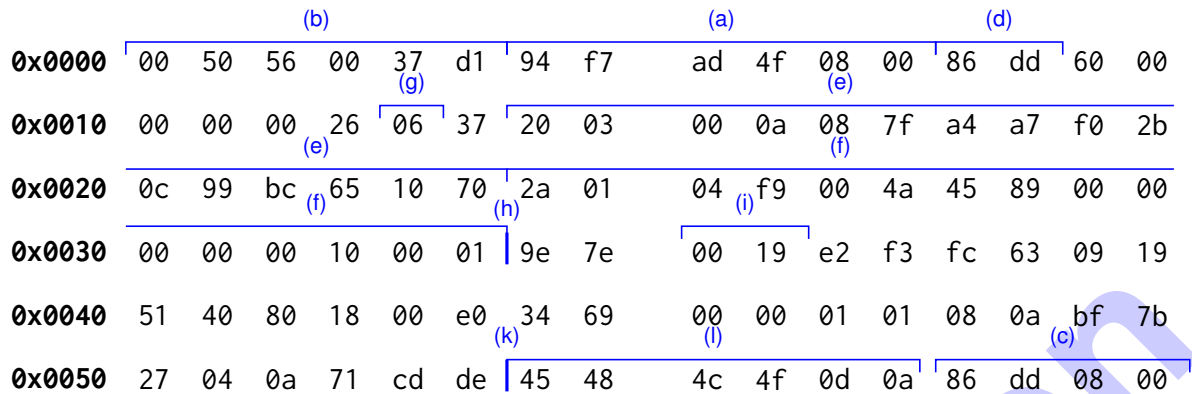 (b) (a) (d)
0x0000 00 50 56 00 37 d1 94 f7 ad 4f 08 00 86 dd 60 00
(g) (e)
0x0010 00 00 00 26 06 37 20 03 00 0a 08 7f a4 a7 f0 2b
(e) (f)
0x0020 0c 99 bc 65 10 70 2a 01 04 f9 00 4a 45 89 00 00
(f) (h) (i)
0x0030 00 00 00 10 00 01 9e 7e 00 19 e2 f3 fc 63 09 19
0x0040 51 40 80 18 00 e0 34 69 00 00 01 01 08 0a bf 7b
(k) (l) (c)
0x0050 27 04 0a 71 cd de 45 48 4c 4f 0d 0a 86 dd 08 00